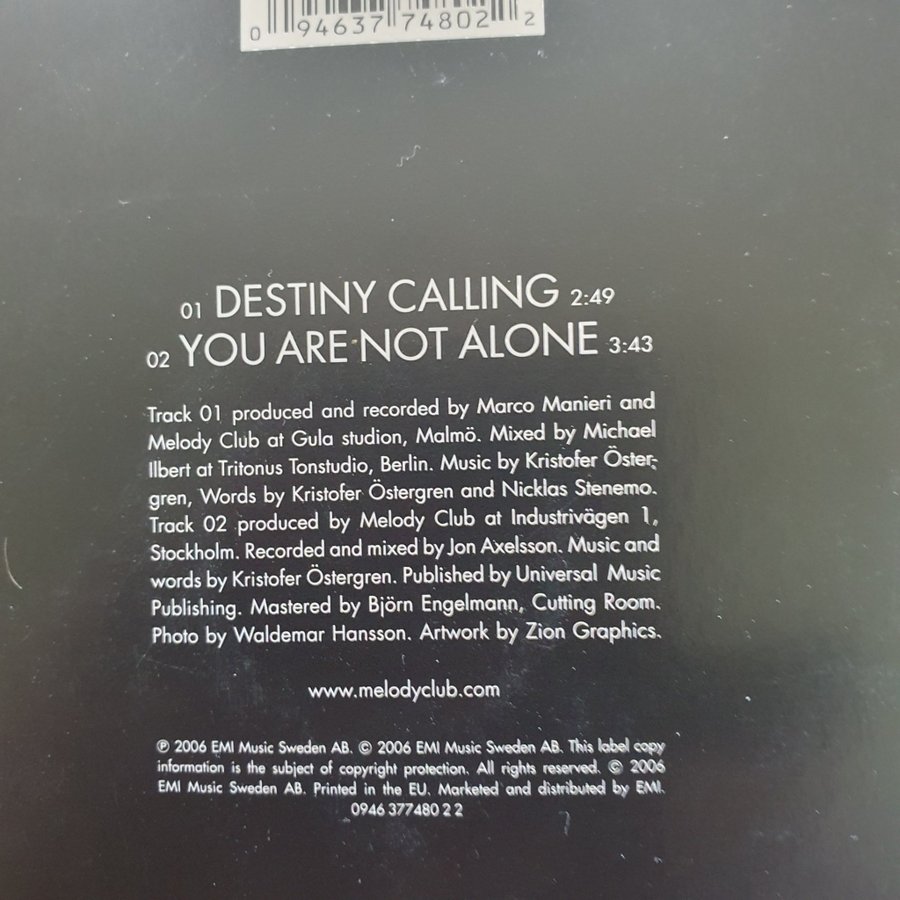 0 94637 74802 2
01 DESTINY CALLING 2:49
02 YOU ARE NOT ALONE 3:43
Track 01 produced and recorded by Marco Manieri and
Melody Club at Gula studion, Malmö. Mixed by Michael
Ilbert at Tritonus Tonstudio, Berlin. Music by Kristofer Öster-
gren, Words by Kristofer Östergren and Nicklas Stenemo.
Track 02 produced by Melody Club at Industrivägen 1,
Stockholm. Recorded and mixed by Jon Axelsson. Music and
words by Kristofer Östergren. Published by Universal Music
Publishing. Mastered by Björn Engelmann, Cutting Room.
Photo by Waldemar Hansson. Artwork by Zion Graphics.
www.melodyclub.com
℗ 2006 EMI Music Sweden AB. © 2006 EMI Music Sweden AB. This label copy
information is the subject of copyright protection. All rights reserved. © 2006
EMI Music Sweden AB. Printed in the EU. Marketed and distributed by EMI.
0946 377480 2 2